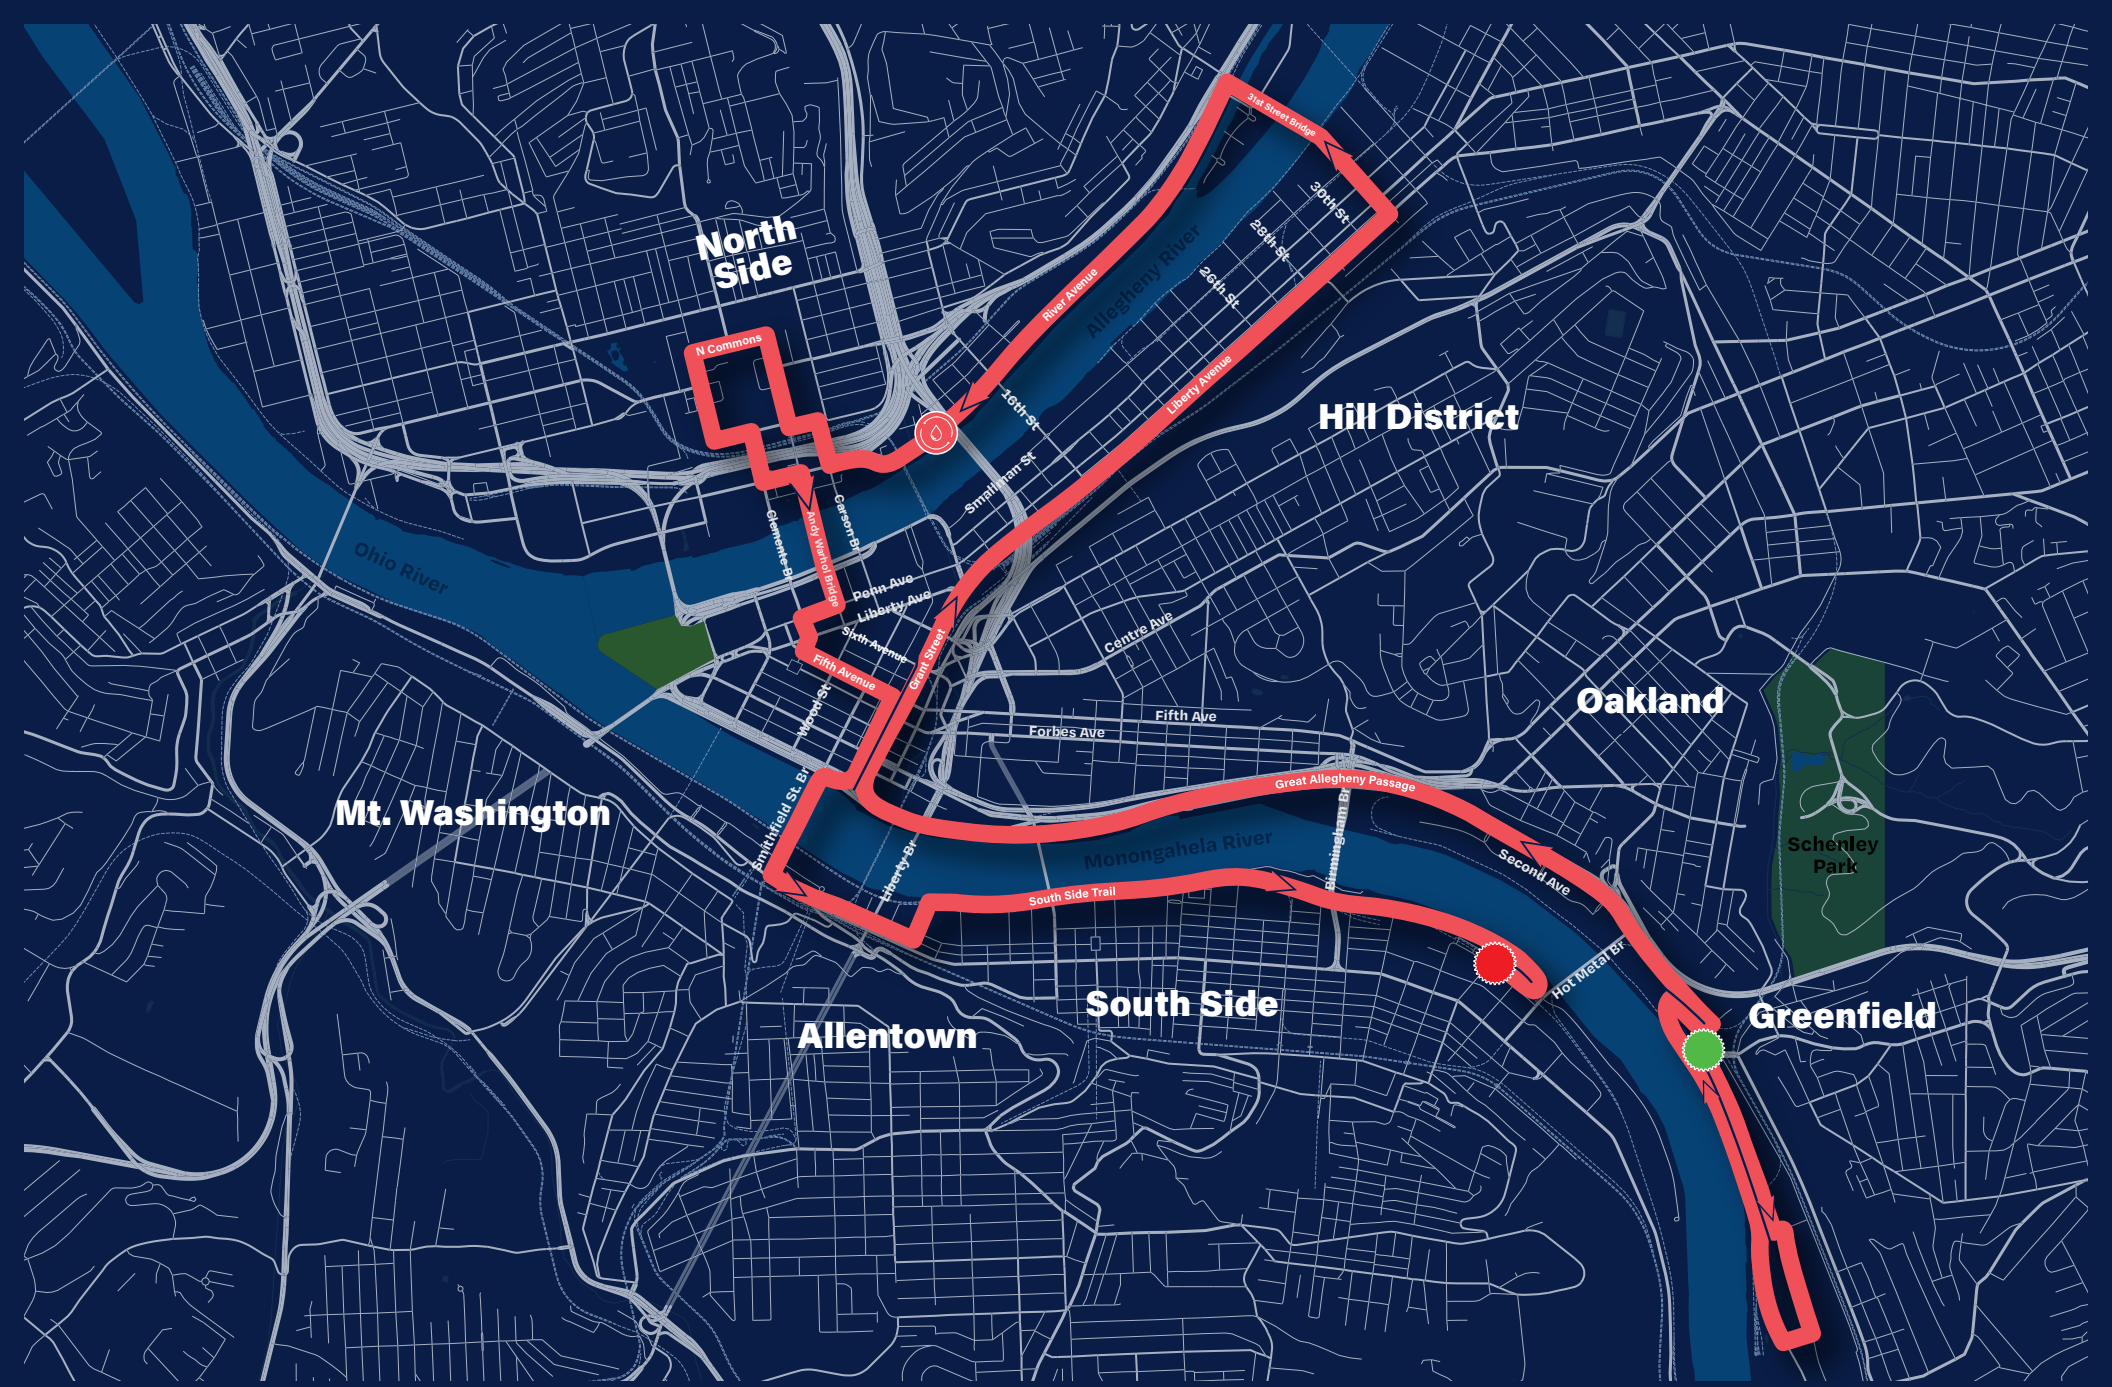 31st Street Bridge
30th St
North
Side
28th St
Allegheny River
26th St
River Avenue
N Commons
Liberty Avenue
16th St
Hill District
Smallman St
Carson Br
Clemente Br
Andy Warhol Bridge
Ohio River
Penn Ave
Liberty Ave
Sixth Avenue
Centre Ave
Grant Street
Fifth Avenue
Wood St
Oakland
Fifth Ave
Forbes Ave
Great Allegheny Passage
Mt. Washington
Smithfield St. Br
Birmingham Br
Monongahela River
Schenley
Park
Liberty Br
Second Ave
South Side Trail
Hot Metal Br
South Side
Greenfield
Allentown